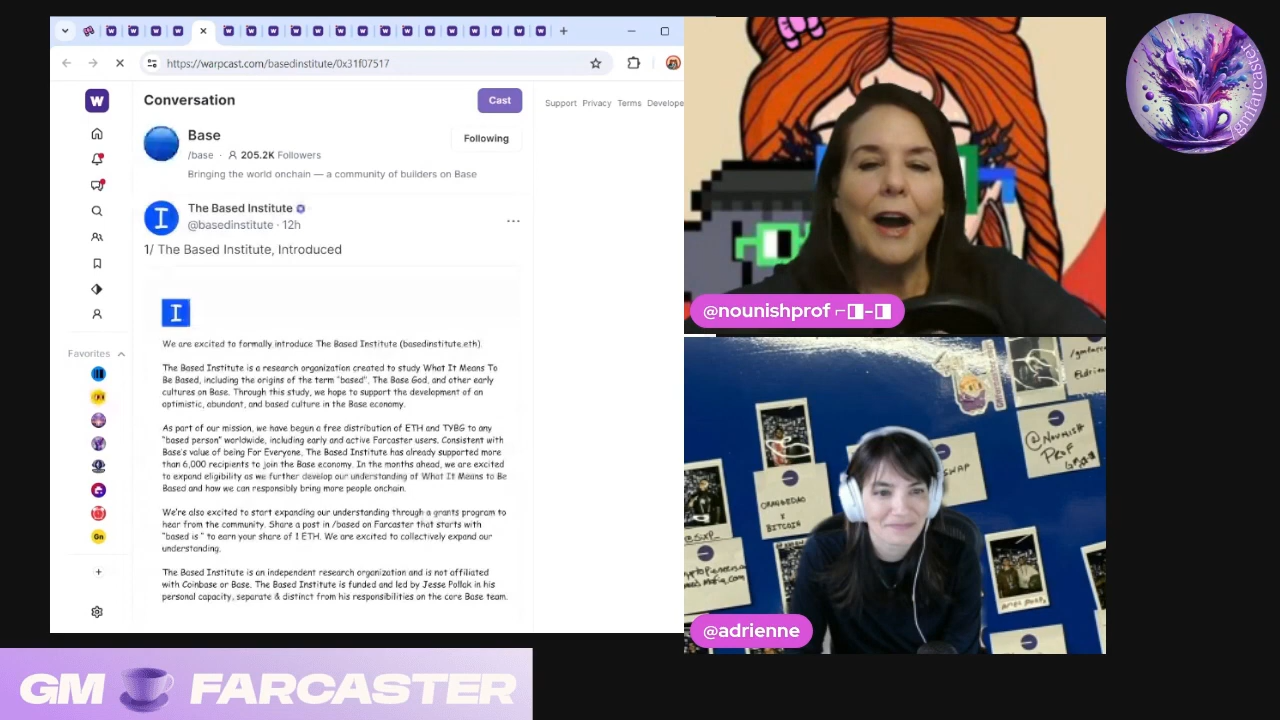 https://warpcast.com/basedinstitute/0x31f07517
W
Conversation
Cast
Support Privacy Terms Develope
Base
/base · 205.2K Followers
Following
Bringing the world onchain — a community of builders on Base
The Based Institute
@basedinstitute · 12h
...
1/ The Based Institute, Introduced
I
We are excited to formally introduce The Based Institute (basedinstitute.eth).
The Based Institute is a research organization created to study What It Means To
Be Based, including the origins of the term "based", The Base God, and other early
cultures on Base. Through this study, we hope to support the development of an
optimistic, abundant, and based culture in the Base economy.
As part of our mission, we have begun a free distribution of ETH and TYBG to any
"based person" worldwide, including early and active Farcaster users. Consistent with
Base's value of being For Everyone, The Based Institute has already supported more
than 6,000 recipients to join the Base economy. In the months ahead, we are excited
to expand eligibility as we further develop our understanding of What It Means to Be
Based and how we can responsibly bring more people onchain.
We're also excited to start expanding our understanding through a grants program to
hear from the community. Share a post in /based on Farcaster that starts with
"based is " to earn your share of 1 ETH. We are excited to collectively expand our
understanding.
The Based Institute is an independent research organization and is not affiliated
with Coinbase or Base. The Based Institute is funded and led by Jesse Pollak in his
personal capacity, separate & distinct from his responsibilities on the core Base team.
Favorites
Gn
@nounishprof ⌐◨-◨
@NOUNISH
PROF
ORANGEDAO
X
BITCOIN
@adrienne
GM FARCASTER
gmfarcaster